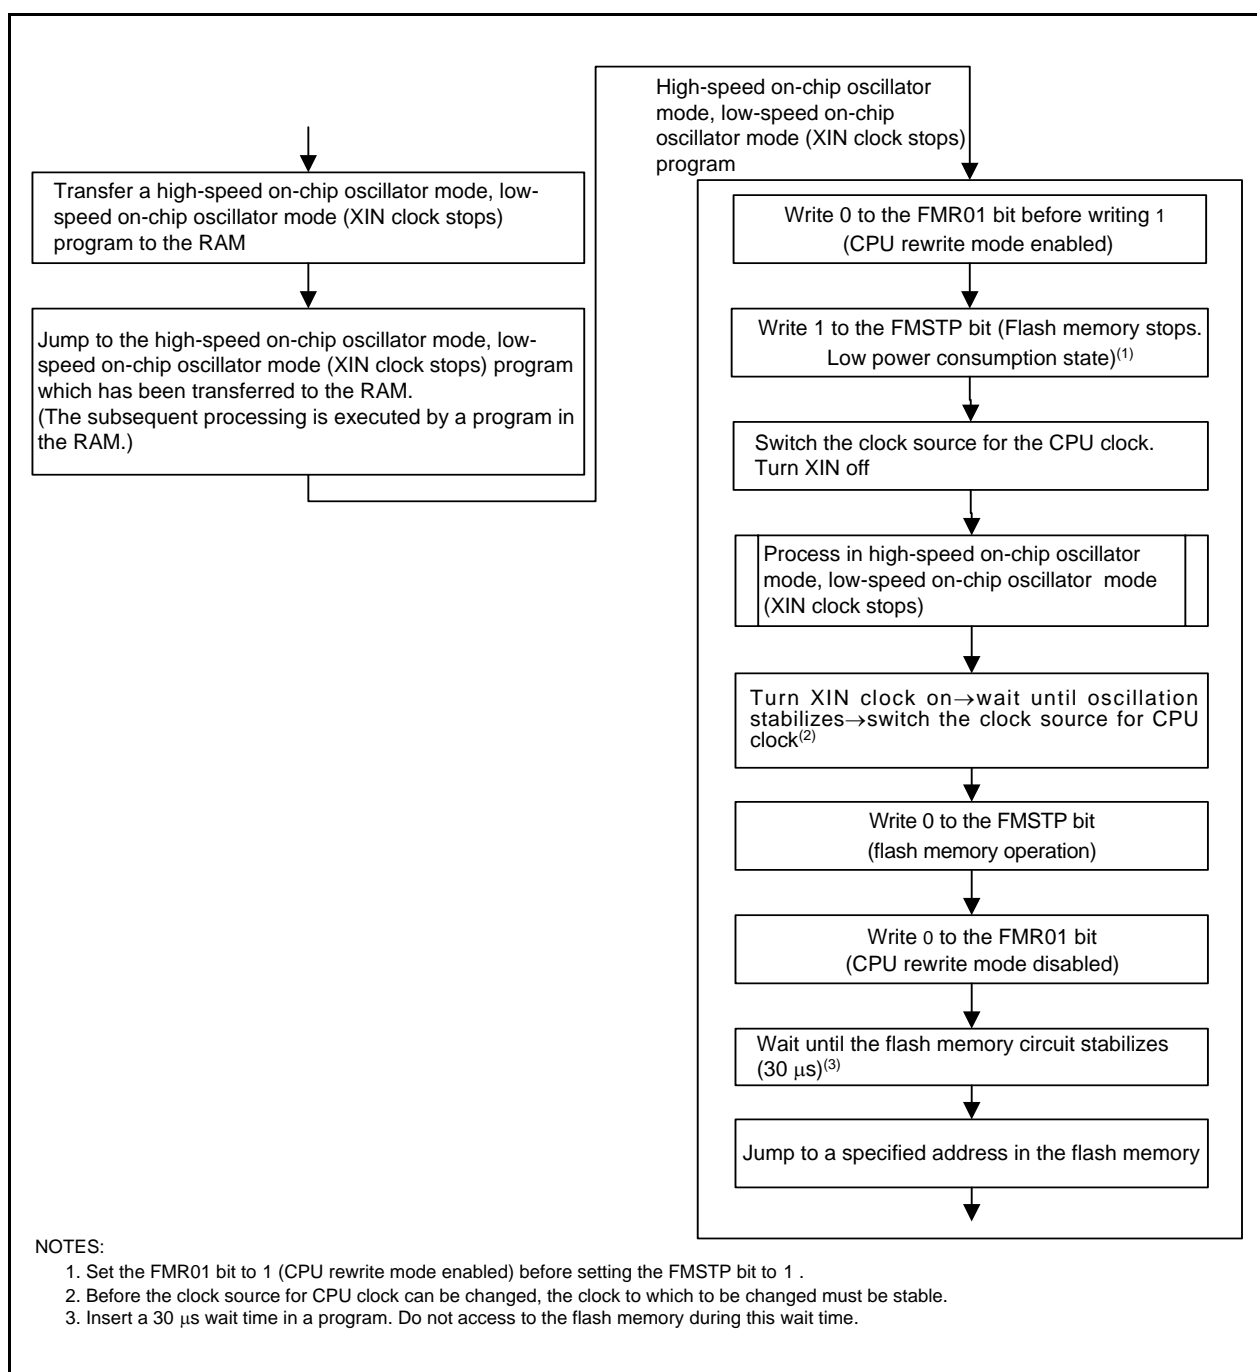 Transfer a high-speed on-chip oscillator mode, low-
speed on-chip oscillator mode (XIN clock stops)
program to the RAM
Jump to the high-speed on-chip oscillator mode, low-
speed on-chip oscillator mode (XIN clock stops) program
which has been transferred to the RAM.
(The subsequent processing is executed by a program in
the RAM.)
High-speed on-chip oscillator
mode, low-speed on-chip
oscillator mode (XIN clock stops)
program
Write 0 to the FMR01 bit before writing 1
(CPU rewrite mode enabled)
Write 1 to the FMSTP bit (Flash memory stops.
Low power consumption state)(1)
Switch the clock source for the CPU clock.
Turn XIN off
Process in high-speed on-chip oscillator
mode, low-speed on-chip oscillator mode
(XIN clock stops)
Turn XIN clock on→wait until oscillation
stabilizes→switch the clock source for CPU
clock(2)
Write 0 to the FMSTP bit
(flash memory operation)
Write 0 to the FMR01 bit
(CPU rewrite mode disabled)
Wait until the flash memory circuit stabilizes
(30 μs)(3)
Jump to a specified address in the flash memory
NOTES:
1. Set the FMR01 bit to 1 (CPU rewrite mode enabled) before setting the FMSTP bit to 1 .
2. Before the clock source for CPU clock can be changed, the clock to which to be changed must be stable.
3. Insert a 30 μs wait time in a program. Do not access to the flash memory during this wait time.